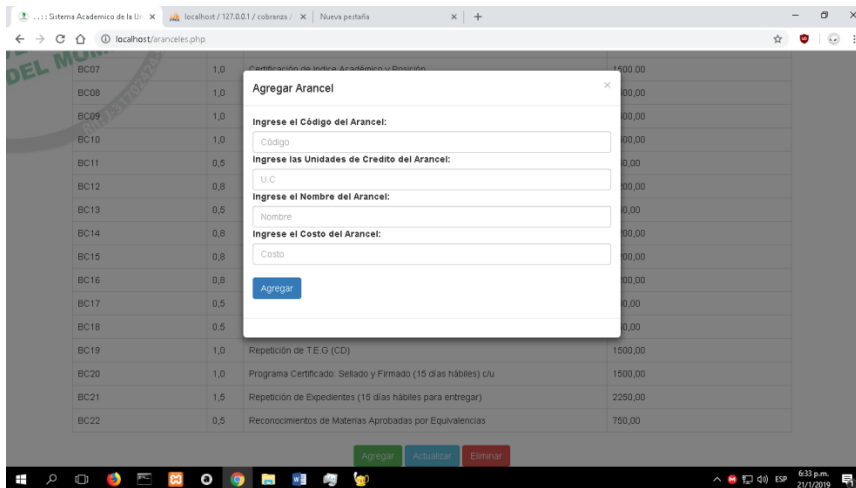 ..:: Sistema Academico de la Un
localhost / 127.0.0.1 / cobranza /
Nueva pestaña
localhost/aranceles.php
DEL
BC07 1,0 Certificación de Indice Académico y Posición 1500.00
BC08 1,0
BC09 1,0
BC10 1,0
BC11 0,5
BC12 0,8
BC13 0,5
BC14 0,8
BC15 0,8
BC16 0,8
BC17 0,5
BC18 0.5
Agregar Arancel ×
Ingrese el Código del Arancel:
Código
Ingrese las Unidades de Credito del Arancel:
U.C
Ingrese el Nombre del Arancel:
Nombre
Ingrese el Costo del Arancel:
Costo
Agregar
BC19 1,0 Repetición de T.E.G (CD) 1500,00
BC20 1,0 Programa Certificado: Sellado y Firmado (15 días hábiles) c/u 1500,00
BC21 1,5 Repetición de Expedientes (15 días hábiles para entregar) 2250,00
BC22 0,5 Reconocimientos de Materias Aprobadas por Equivalencias 750,00
Agregar Actualizar Eliminar
ESP
6:33 p.m.
21/1/2019